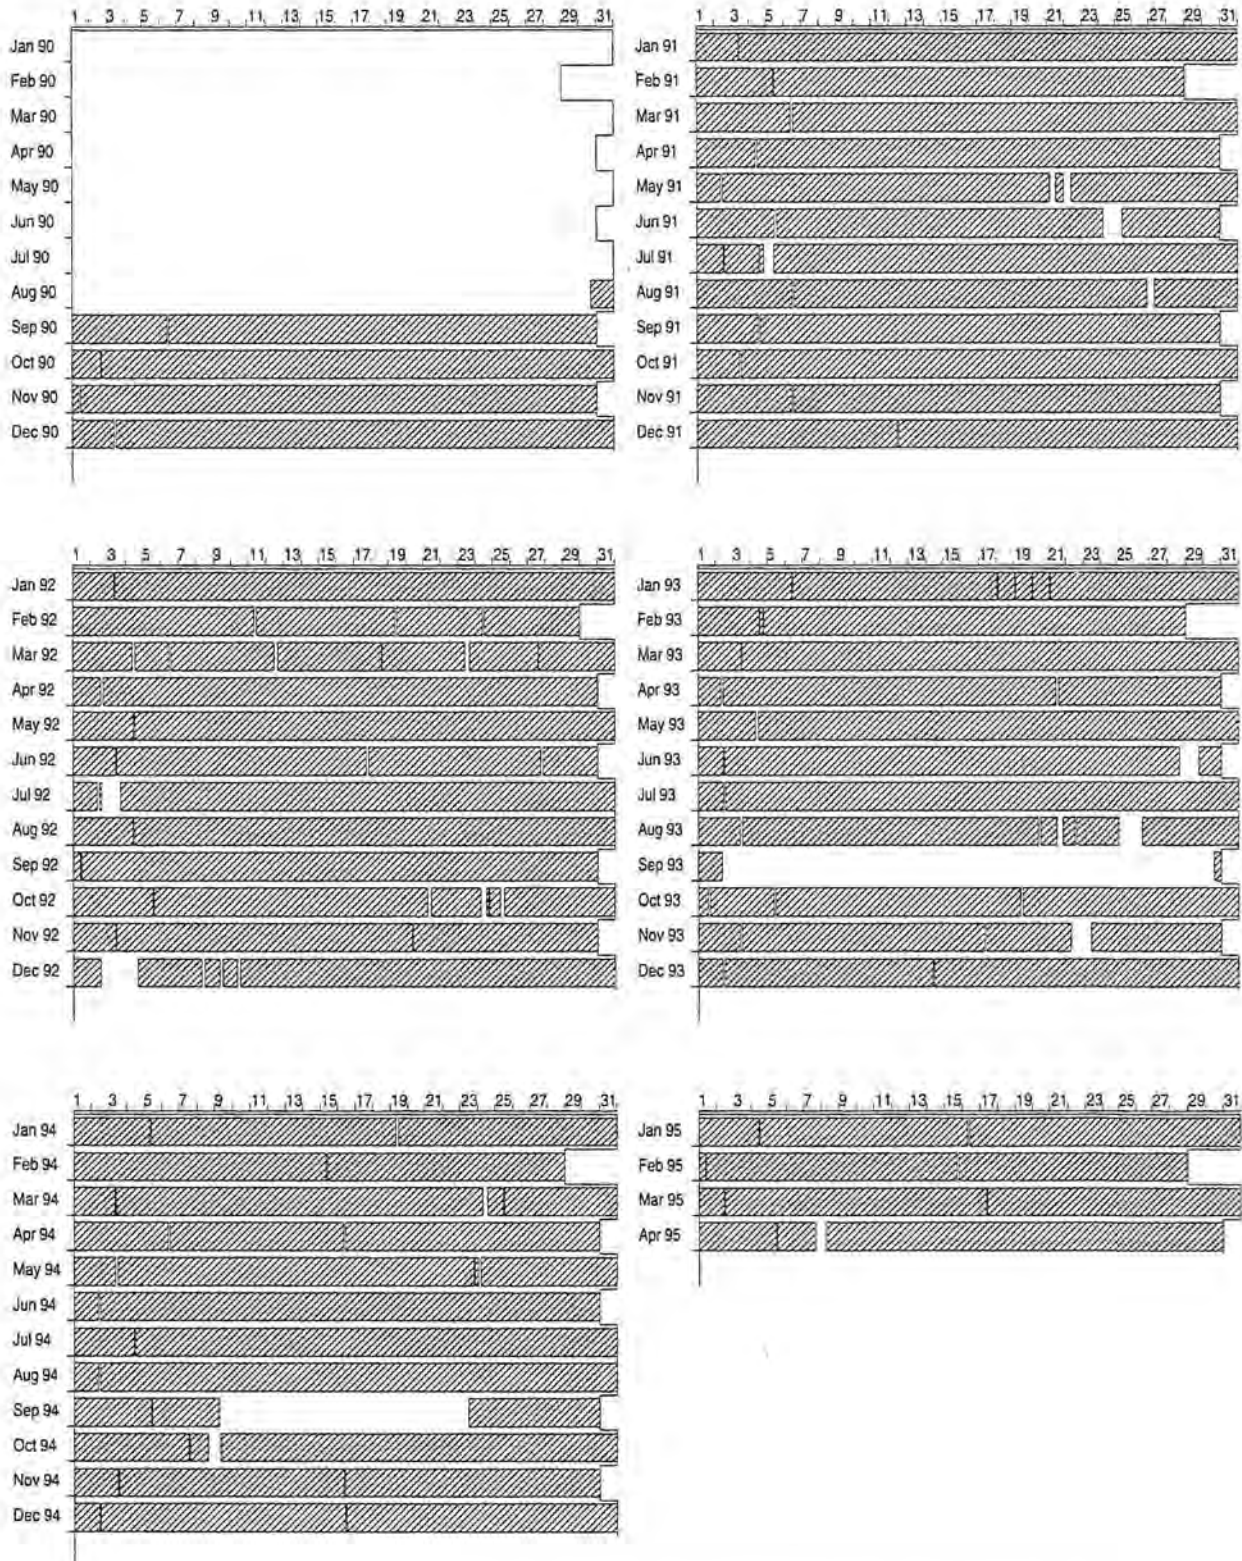 1 3 5 7 9 11 13 15 17 19 21 23 25 27 29 31
Jan 90
Feb 90
Mar 90
Apr 90
May 90
Jun 90
Jul 90
Aug 90
Sep 90
Oct 90
Nov 90
Dec 90
1 3 5 7 9 11 13 15 17 19 21 23 25 27 29 31
Jan 91
Feb 91
Mar 91
Apr 91
May 91
Jun 91
Jul 91
Aug 91
Sep 91
Oct 91
Nov 91
Dec 91
1 3 5 7 9 11 13 15 17 19 21 23 25 27 29 31
Jan 92
Feb 92
Mar 92
Apr 92
May 92
Jun 92
Jul 92
Aug 92
Sep 92
Oct 92
Nov 92
Dec 92
1 3 5 7 9 11 13 15 17 19 21 23 25 27 29 31
Jan 93
Feb 93
Mar 93
Apr 93
May 93
Jun 93
Jul 93
Aug 93
Sep 93
Oct 93
Nov 93
Dec 93
1 3 5 7 9 11 13 15 17 19 21 23 25 27 29 31
Jan 94
Feb 94
Mar 94
Apr 94
May 94
Jun 94
Jul 94
Aug 94
Sep 94
Oct 94
Nov 94
Dec 94
1 3 5 7 9 11 13 15 17 19 21 23 25 27 29 31
Jan 95
Feb 95
Mar 95
Apr 95